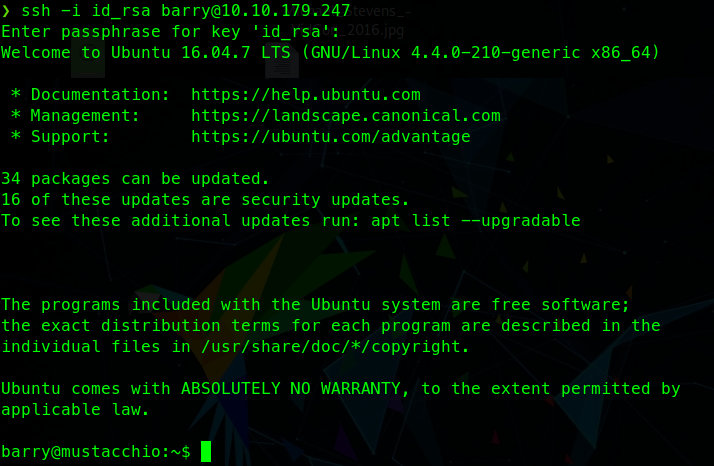 ❯ ssh -i id_rsa barry@10.10.179.247
Enter passphrase for key 'id_rsa':
Welcome to Ubuntu 16.04.7 LTS (GNU/Linux 4.4.0-210-generic x86_64)
* Documentation: https://help.ubuntu.com
* Management: https://landscape.canonical.com
* Support: https://ubuntu.com/advantage
34 packages can be updated.
16 of these updates are security updates.
To see these additional updates run: apt list --upgradable
The programs included with the Ubuntu system are free software;
the exact distribution terms for each program are described in the
individual files in /usr/share/doc/*/copyright.
Ubuntu comes with ABSOLUTELY NO WARRANTY, to the extent permitted by
applicable law.
barry@mustacchio:~$